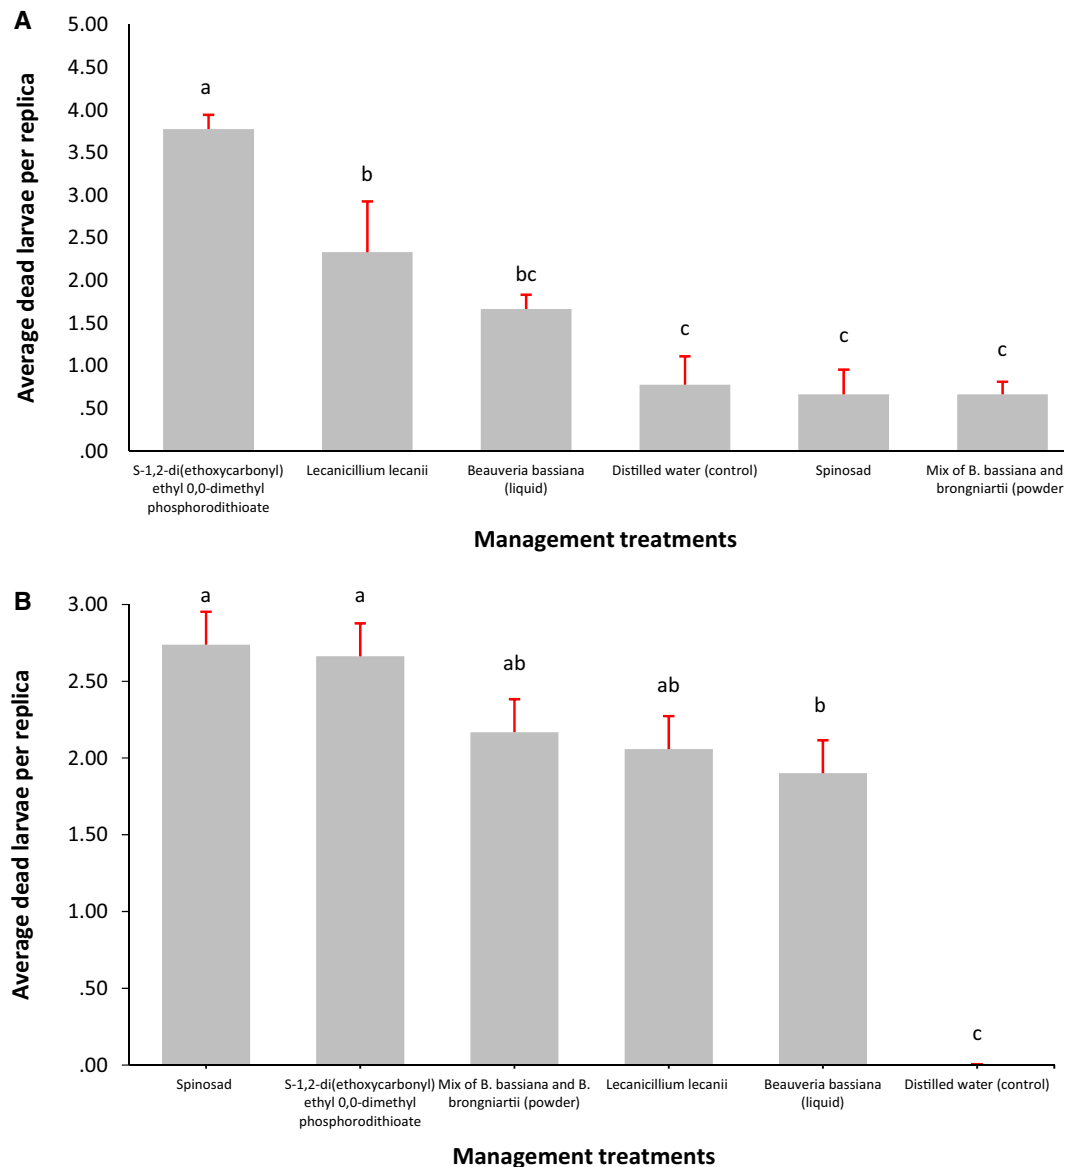 A
Average dead larvae per replica
5.00
4.50
4.00
3.50
3.00
2.50
2.00
1.50
1.00
.50
.00
a
b
bc
c
c
c
S-1,2-di(ethoxycarbonyl)
ethyl 0,0-dimethyl
phosphorodithioate
Lecanicillium lecanii
Beauveria bassiana
(liquid)
Distilled water (control)
Spinosad
Mix of B. bassiana and
brongniartii (powder
Management treatments
B
Average dead larvae per replica
3.00
2.50
2.00
1.50
1.00
.50
.00
a
a
ab
ab
b
c
Spinosad
S-1,2-di(ethoxycarbonyl)
ethyl 0,0-dimethyl
phosphorodithioate
Mix of B. bassiana and B.
brongniartii (powder)
Lecanicillium lecanii
Beauveria bassiana
(liquid)
Distilled water (control)
Management treatments